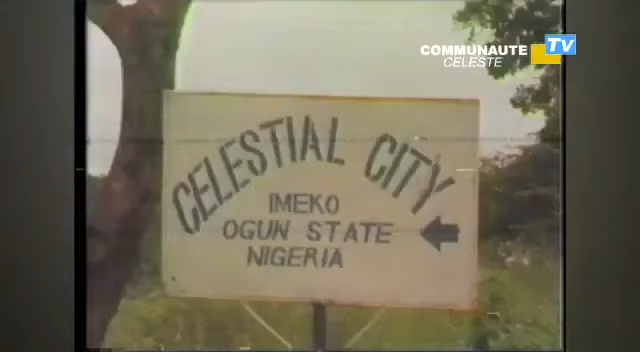 COMMUNAUTE TV
CELESTE
CELESTIAL CITY
IMEKO
OGUN STATE
NIGERIA